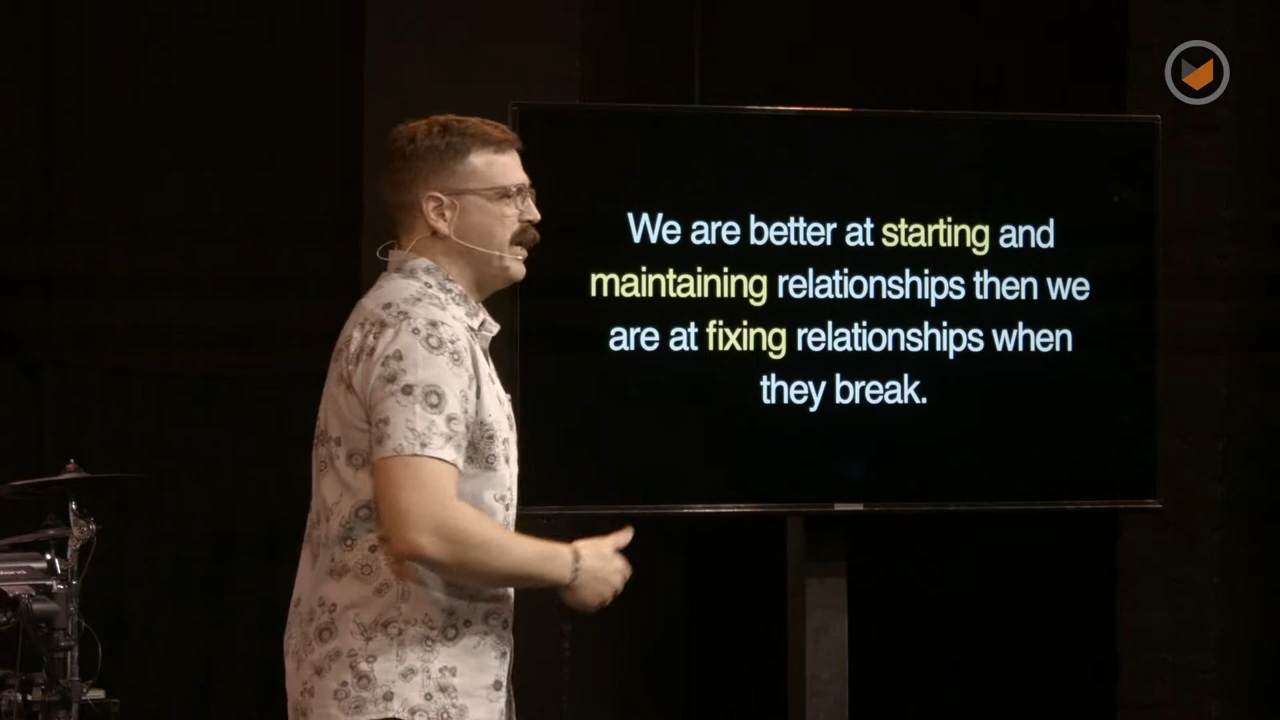 We are better at starting and
maintaining relationships then we
are at fixing relationships when
they break.